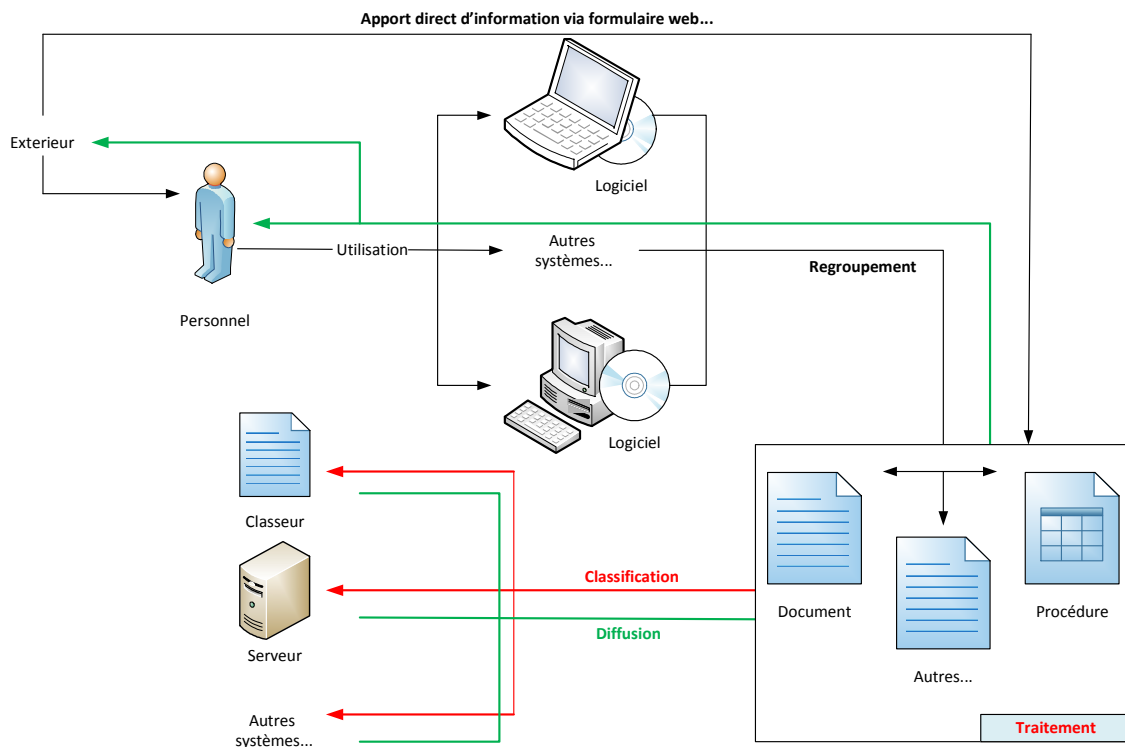 Apport direct d’information via formulaire web...
Exterieur
Logiciel
Utilisation
Autres
systèmes...
Regroupement
Personnel
Logiciel
Classeur
Classification
Document
Procédure
Diffusion
Serveur
Autres...
Autres
systèmes...
Traitement